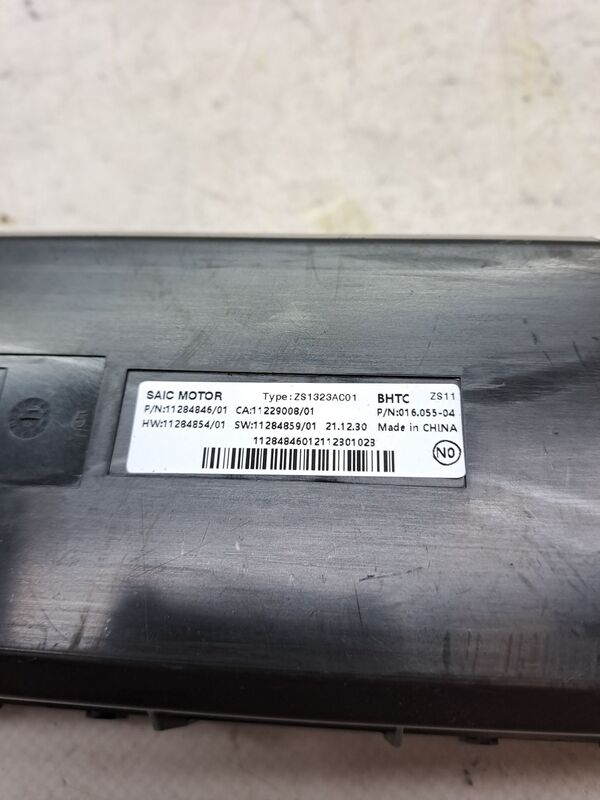 SAIC MOTOR Type:ZS1323AC01 BHTC ZS11
P/N:11284846/01 CA:11229008/01 P/N:016.055-04
HW:11284854/01 SW:11284859/01 21.12.30 Made in CHINA
11284846012112301023
NO